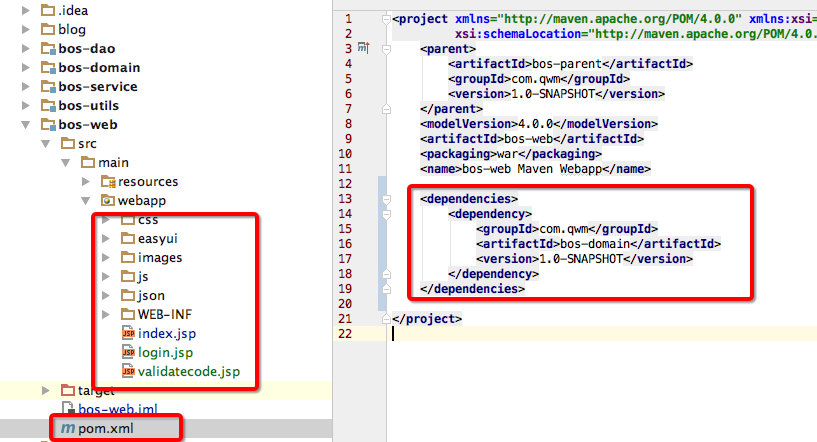 .idea
blog
bos-dao
bos-domain
bos-service
bos-utils
bos-web
src
main
resources
webapp
css
easyui
images
js
json
WEB-INF
index.jsp
login.jsp
validatecode.jsp
target
bos-web.iml
pom.xml
1 <project xmlns="http://maven.apache.org/POM/4.0.0" xmlns:xsi=
2 xsi:schemaLocation="http://maven.apache.org/POM/4.0.
3 <parent>
4 <artifactId>bos-parent</artifactId>
5 <groupId>com.qwm</groupId>
6 <version>1.0-SNAPSHOT</version>
7 </parent>
8 <modelVersion>4.0.0</modelVersion>
9 <artifactId>bos-web</artifactId>
10 <packaging>war</packaging>
11 <name>bos-web Maven Webapp</name>
12
13 <dependencies>
14 <dependency>
15 <groupId>com.qwm</groupId>
16 <artifactId>bos-domain</artifactId>
17 <version>1.0-SNAPSHOT</version>
18 </dependency>
19 </dependencies>
20
21 </project>
22